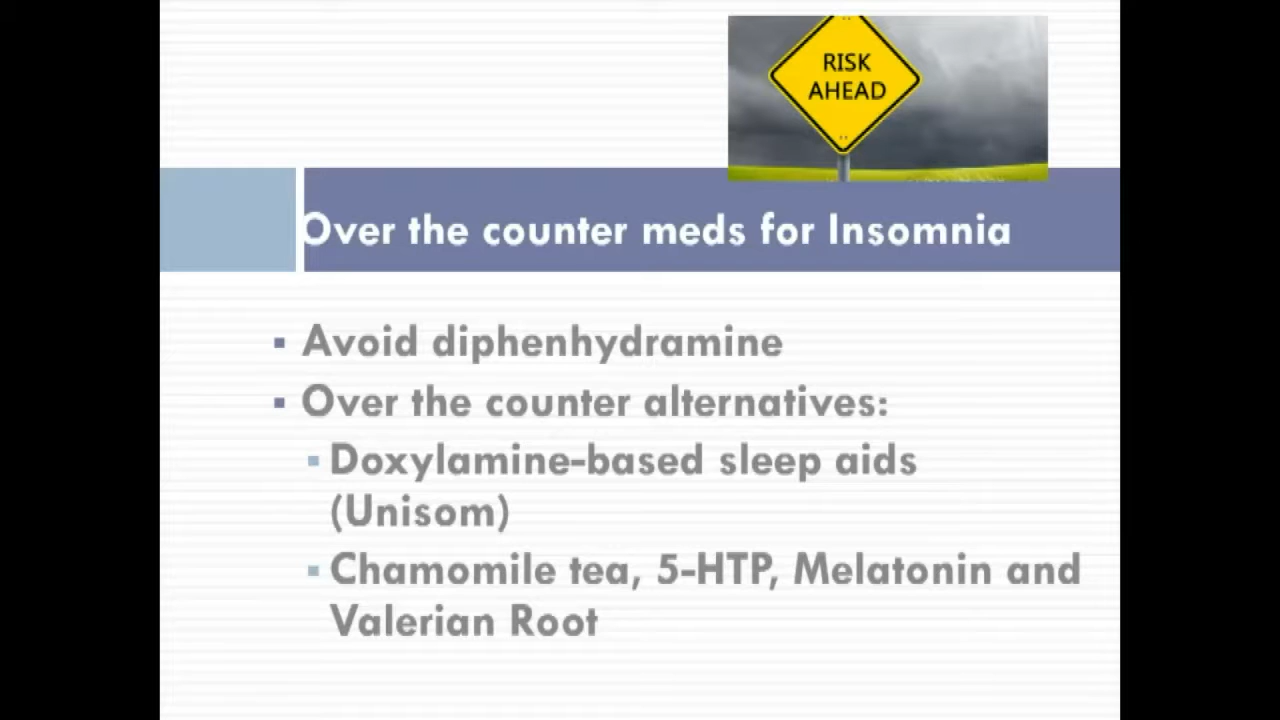 RISK
AHEAD
Over the counter meds for Insomnia
Avoid diphenhydramine
Over the counter alternatives:
Doxylamine-based sleep aids
(Unisom)
Chamomile tea, 5-HTP, Melatonin and
Valerian Root